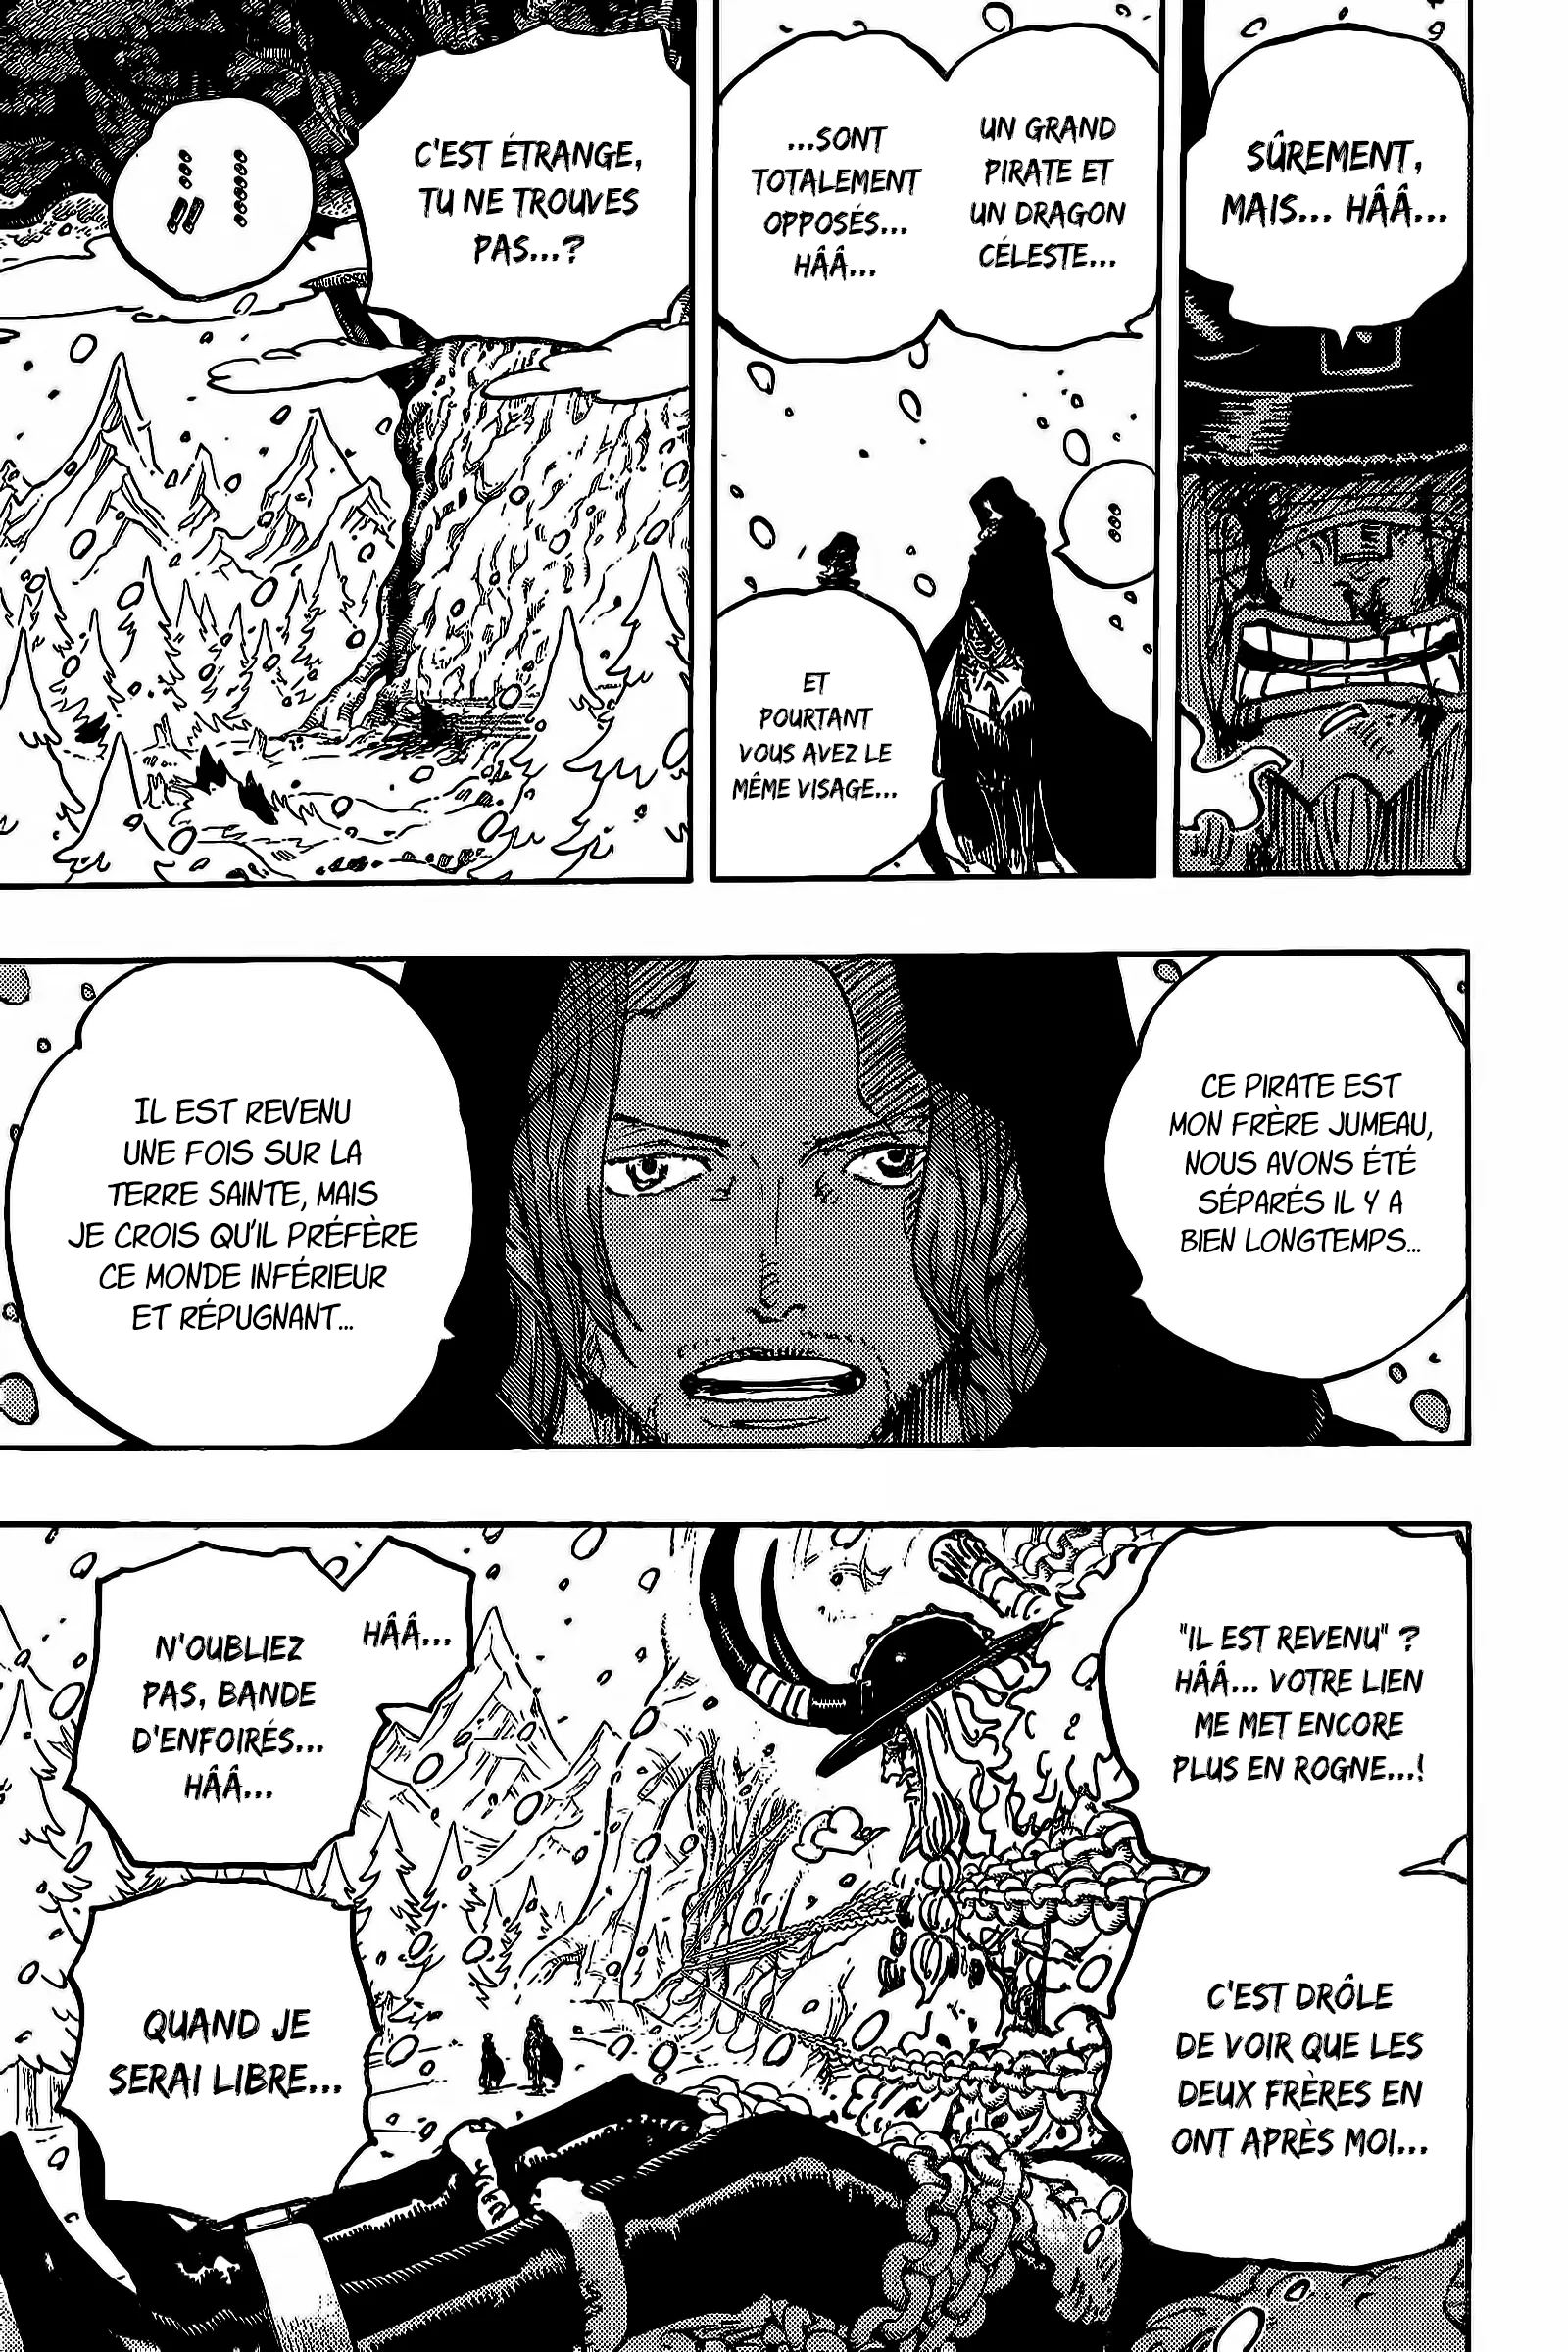 SÛREMENT,
MAIS... HÂÂ...
UN GRAND
PIRATE ET
UN DRAGON
CÉLESTE...
...SONT
TOTALEMENT
OPPOSÉS...
HÂÂ...
...
ET
POURTANT
VOUS AVEZ LE
MÊME VISAGE...
C'EST ÉTRANGE,
TU NE TROUVES
PAS...?
......
...!!
CE PIRATE EST
MON FRÈRE JUMEAU,
NOUS AVONS ÉTÉ
SÉPARÉS IL Y A
BIEN LONGTEMPS...
IL EST REVENU
UNE FOIS SUR LA
TERRE SAINTE, MAIS
JE CROIS QU'IL PRÉFÈRE
CE MONDE INFÉRIEUR
ET RÉPUGNANT...
"IL EST REVENU" ?
HÂÂ... VOTRE LIEN
ME MET ENCORE
PLUS EN ROGNE...!
C'EST DRÔLE
DE VOIR QUE LES
DEUX FRÈRES EN
ONT APRÈS MOI...
HÂÂ...
N'OUBLIEZ
PAS, BANDE
D'ENFOIRÉS...
HÂÂ...
QUAND JE
SERAI LIBRE...